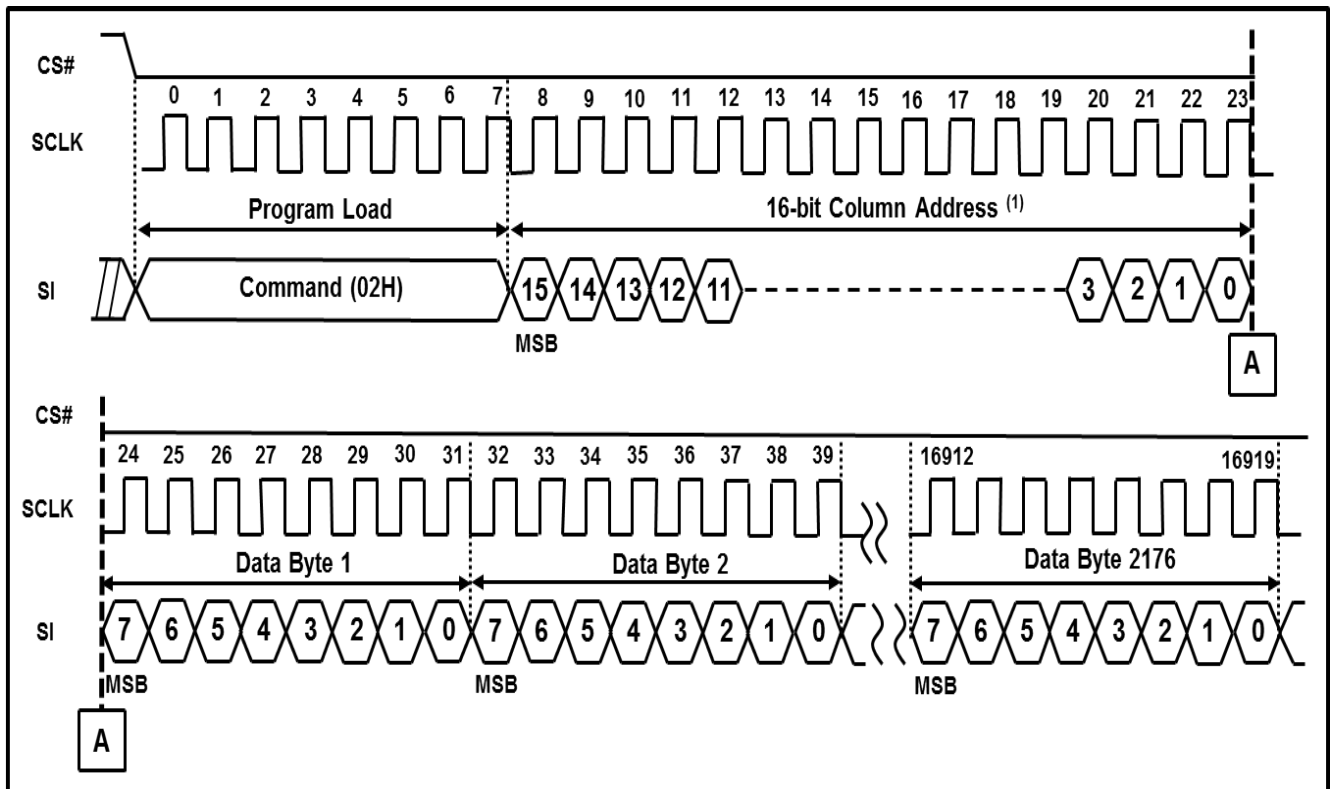 CS#
0 1 2 3 4 5 6 7 8 9 10 11 12 13 14 15 16 17 18 19 20 21 22 23
SCLK
Program Load 16-bit Column Address (1)
SI Command (02H) 15 14 13 12 11 3 2 1 0
MSB
A
CS#
24 25 26 27 28 29 30 31 32 33 34 35 36 37 38 39 16912 16919
SCLK
Data Byte 1 Data Byte 2 Data Byte 2176
SI 7 6 5 4 3 2 1 0 7 6 5 4 3 2 1 0 7 6 5 4 3 2 1 0
MSB MSB MSB
A